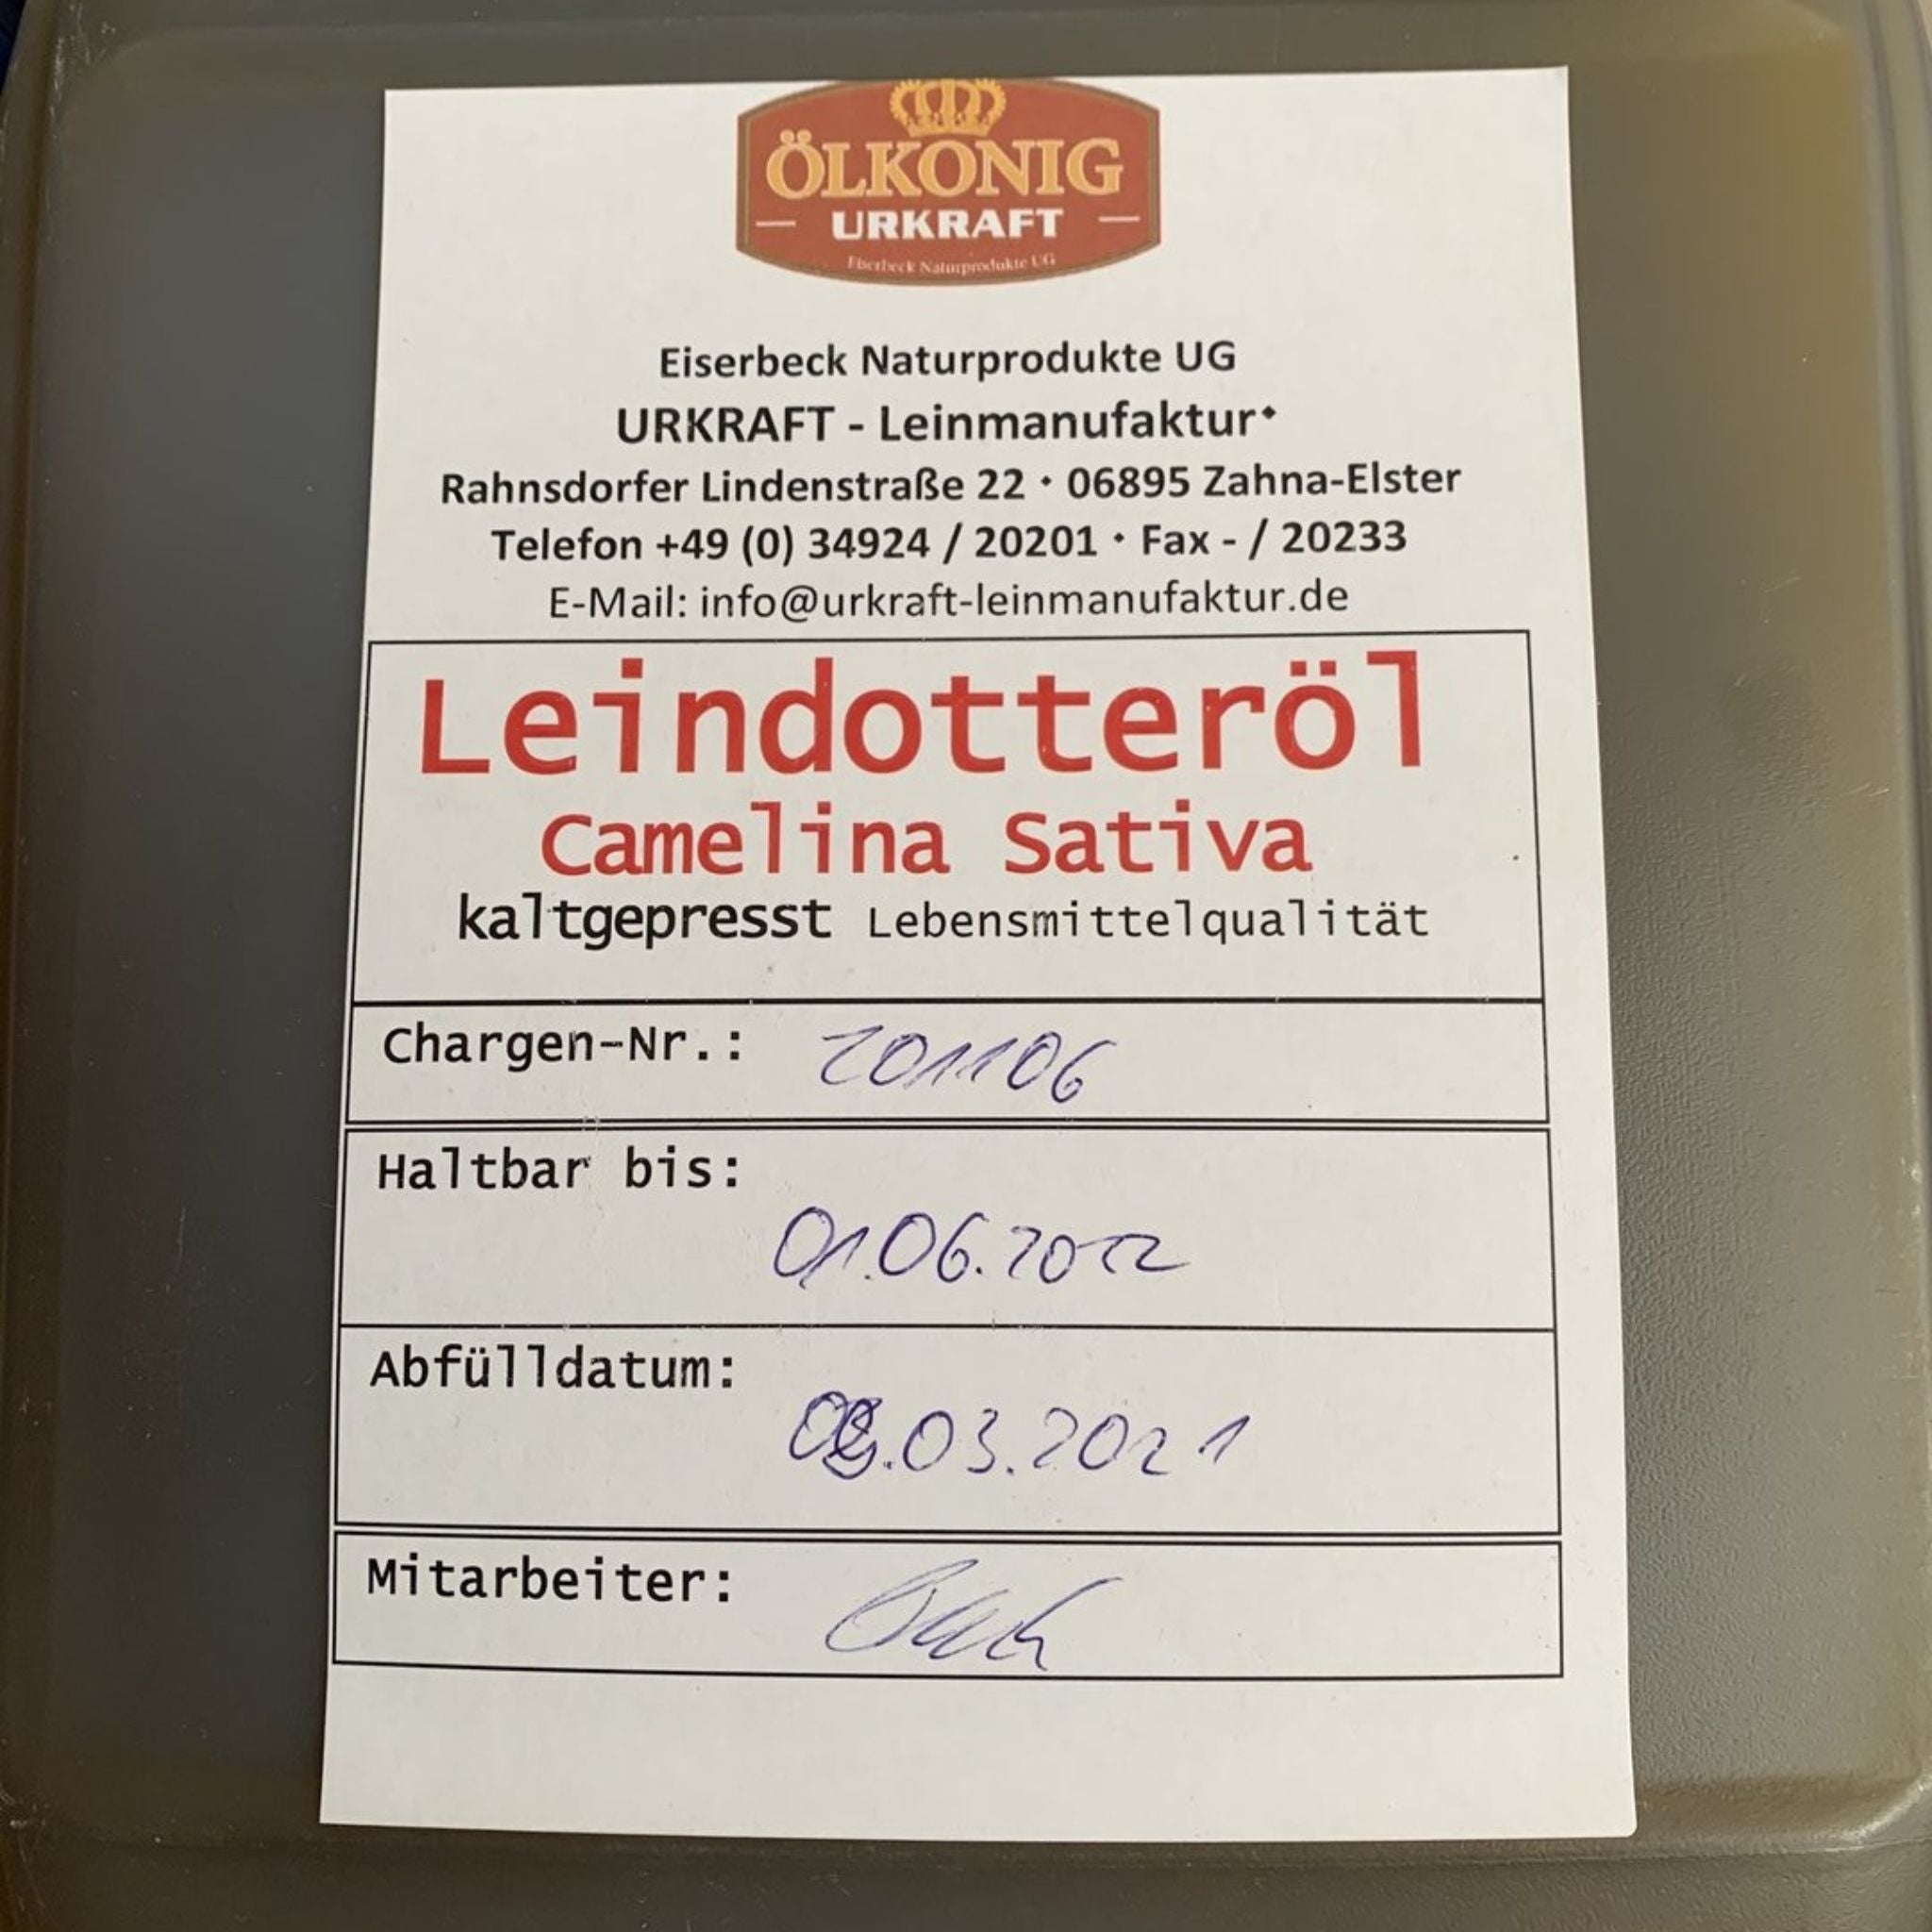 ÖLKONIG
URKRAFT
Eiserbeck Naturprodukte UG
Eiserbeck Naturprodukte UG
URKRAFT - Leinmanufaktur
Rahnsdorfer Lindenstraße 22 • 06895 Zahna-Elster
Telefon +49 (0) 34924 / 20201 • Fax - / 20233
E-Mail: info@urkraft-leinmanufaktur.de
Leindotteröl
Camelina Sativa
kaltgepresst Lebensmittelqualität
Chargen-Nr.: 201106
Haltbar bis:
01.06.2022
Abfülldatum:
03.2021
Mitarbeiter: